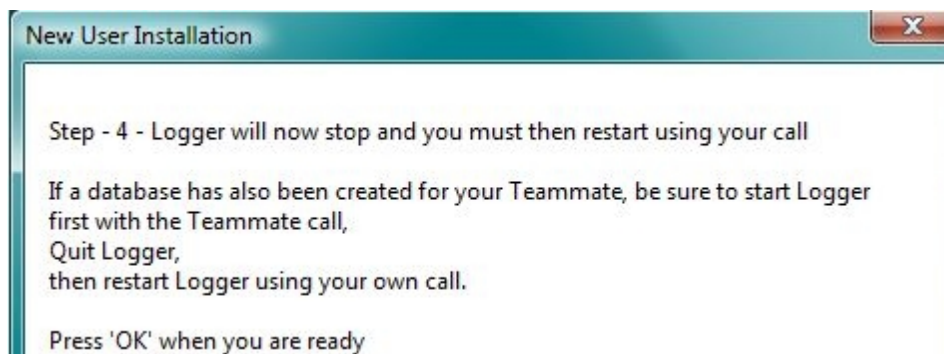 New User Installation
Step - 4 - Logger will now stop and you must then restart using your call
If a database has also been created for your Teammate, be sure to start Logger
first with the Teammate call,
Quit Logger,
then restart Logger using your own call.
Press 'OK' when you are ready